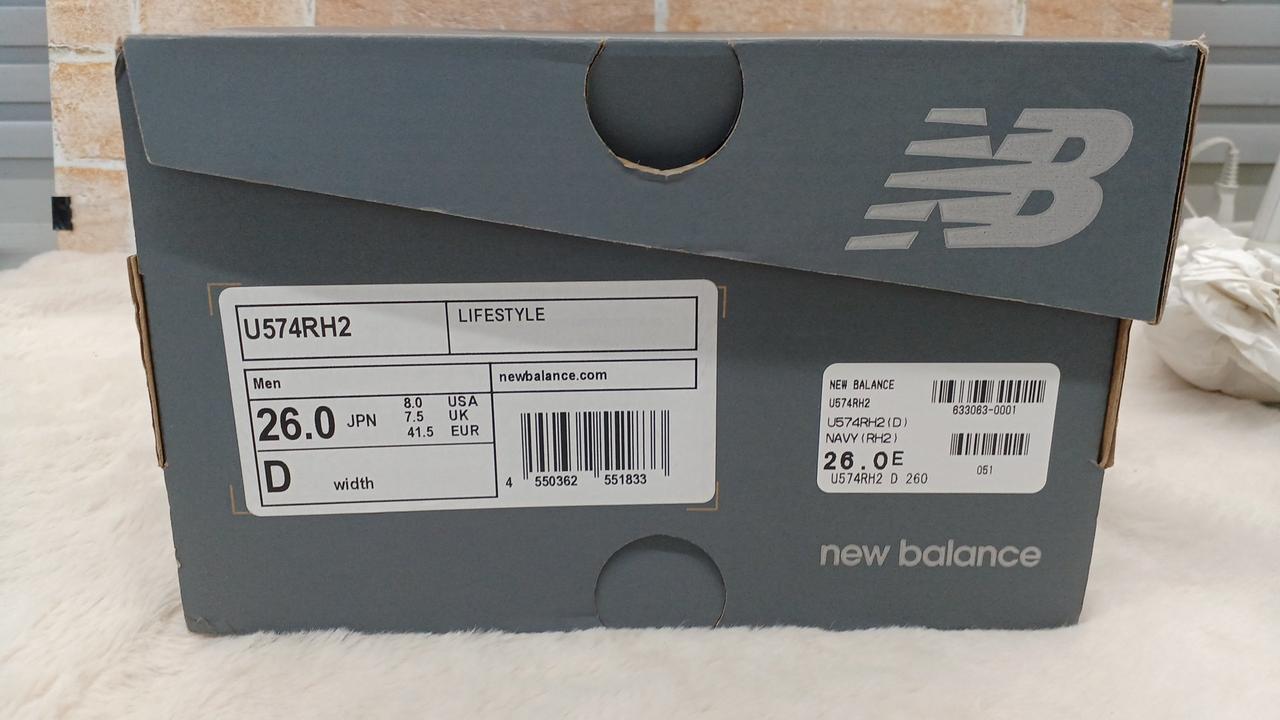 NB
U574RH2
LIFESTYLE
Men
newbalance.com
26.0 JPN
8.0 USA
7.5 UK
41.5 EUR
D width
4 550362 551833
NEW BALANCE
U574RH2
633063-0001
U574RH2(D)
NAVY(RH2)
26.0E
051
U574RH2 D 260
new balance